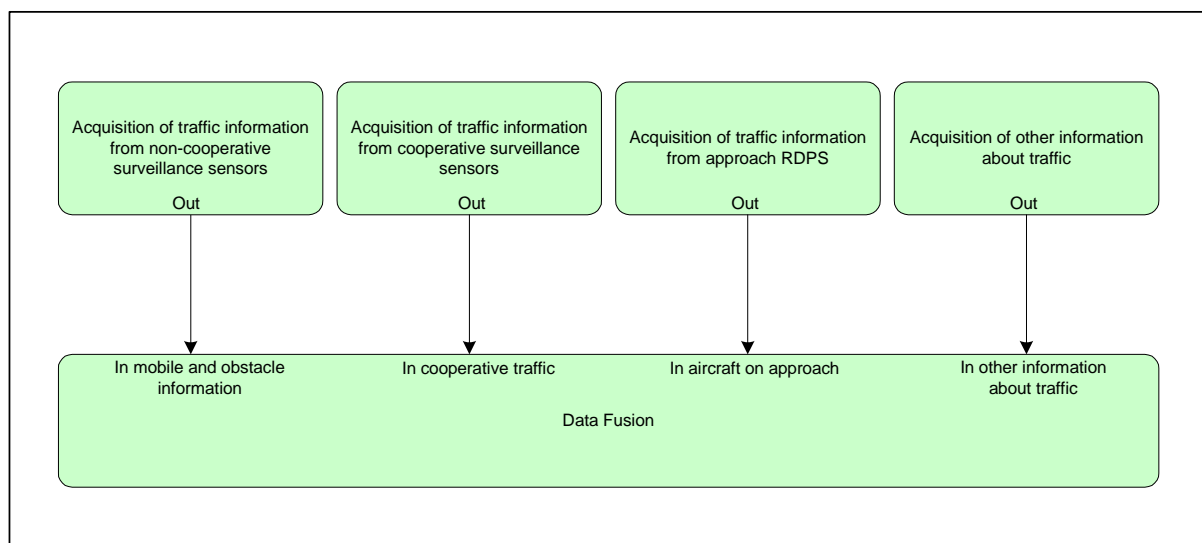 Acquisition of traffic information
from non-cooperative
surveillance sensors
Out
Acquisition of traffic information
from cooperative surveillance
sensors
Out
Acquisition of traffic information
from approach RDPS
Out
Acquisition of other information
about traffic
Out
In mobile and obstacle
information
In cooperative traffic
In aircraft on approach
In other information
about traffic
Data Fusion